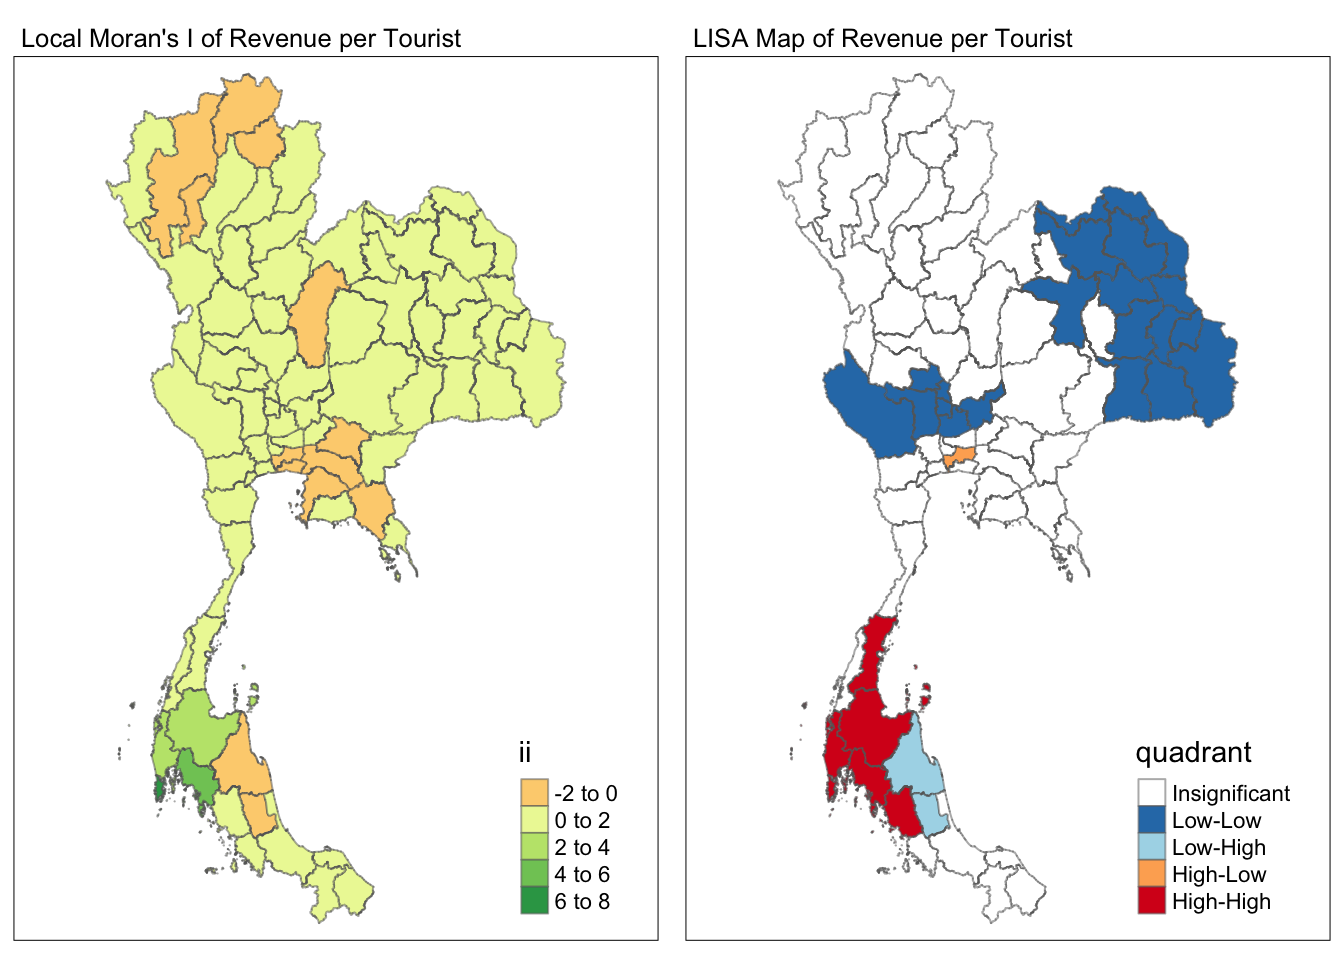 Local Moran's I of Revenue per Tourist
ii
-2 to 0
0 to 2
2 to 4
4 to 6
6 to 8
LISA Map of Revenue per Tourist
quadrant
Insignificant
Low-Low
Low-High
High-Low
High-High